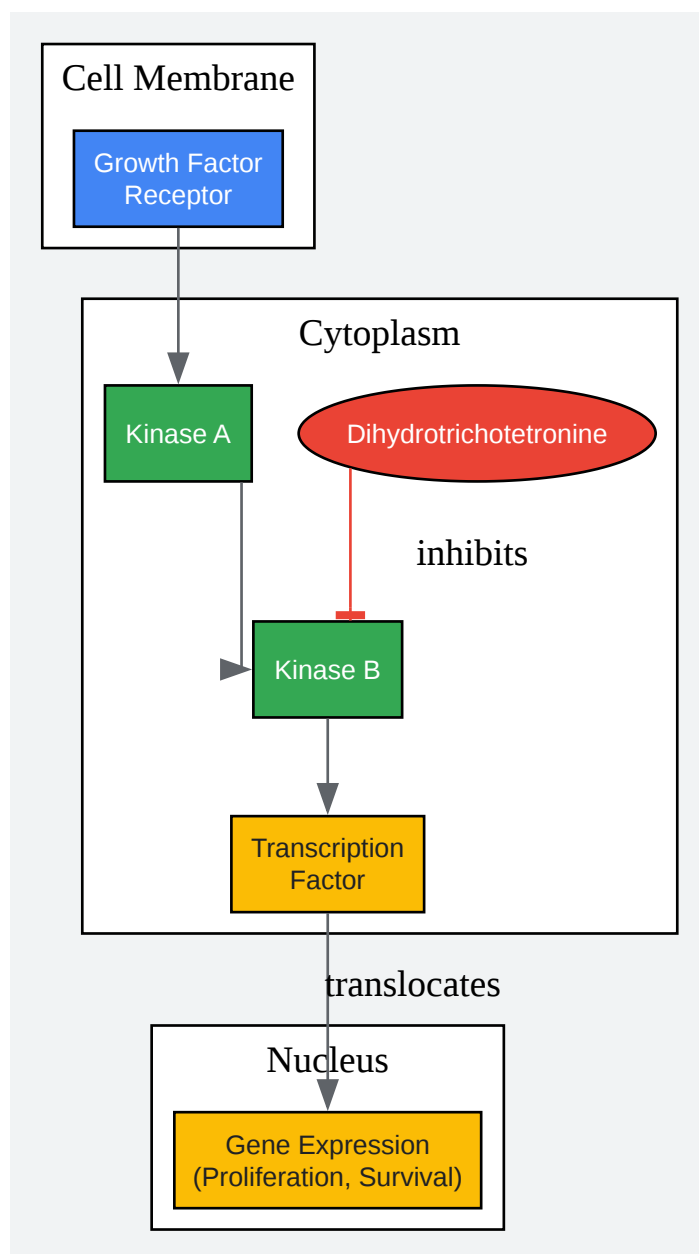 Cell Membrane
Growth Factor
Receptor
Cytoplasm
Kinase A
Dihydrotrichotetronine
inhibits
Kinase B
Transcription
Factor
translocates
Nucleus
Gene Expression
(Proliferation, Survival)